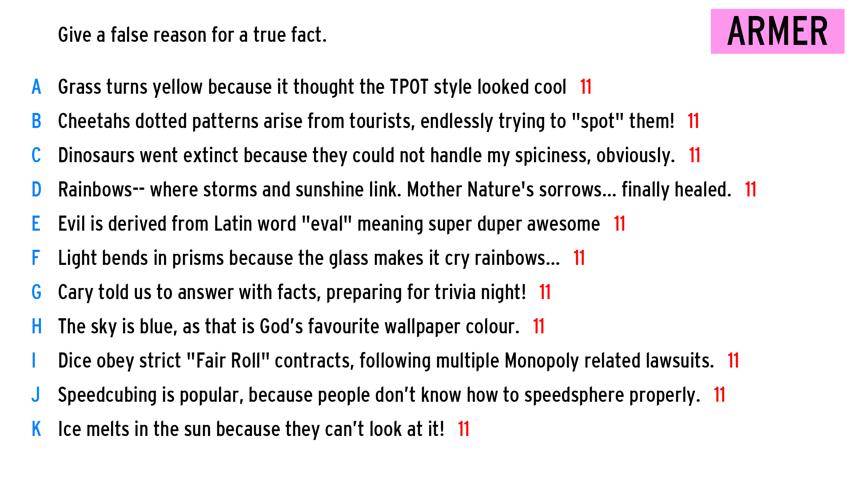 Give a false reason for a true fact.
ARMER
A Grass turns yellow because it thought the TPOT style looked cool 11
B Cheetahs dotted patterns arise from tourists, endlessly trying to "spot" them! 11
C Dinosaurs went extinct because they could not handle my spiciness, obviously. 11
D Rainbows-- where storms and sunshine link. Mother Nature's sorrows... finally healed. 11
E Evil is derived from Latin word "eval" meaning super duper awesome 11
F Light bends in prisms because the glass makes it cry rainbows... 11
G Cary told us to answer with facts, preparing for trivia night! 11
H The sky is blue, as that is God's favourite wallpaper colour. 11
I Dice obey strict "Fair Roll" contracts, following multiple Monopoly related lawsuits. 11
J Speedcubing is popular, because people don't know how to speedsphere properly. 11
K Ice melts in the sun because they can't look at it! 11